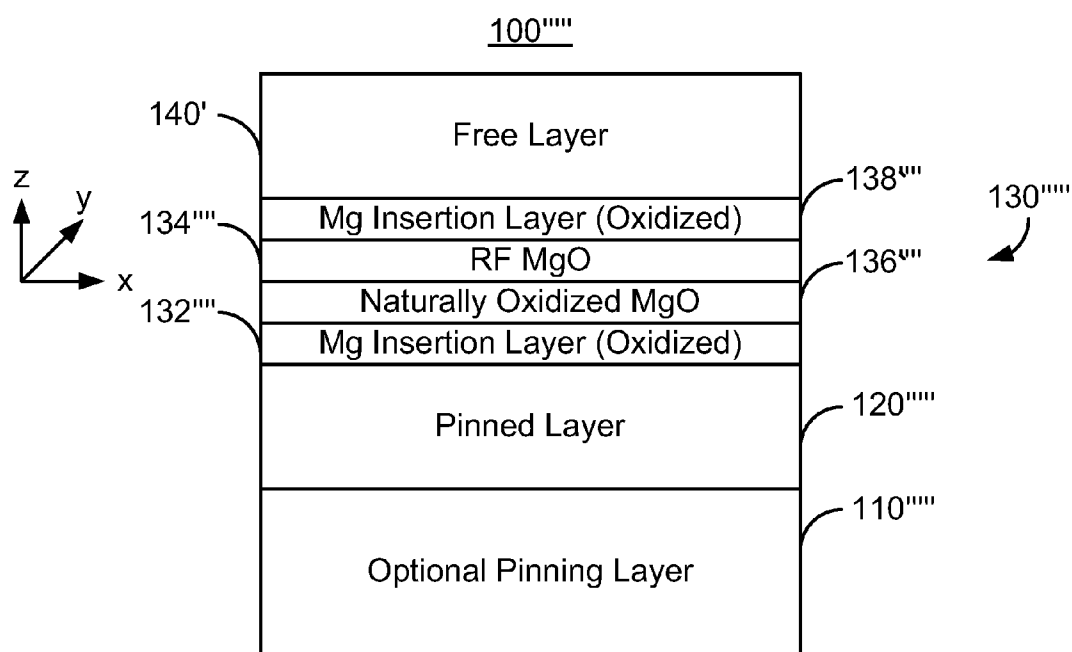 100'''''
140'
Free Layer
138''''
z
y
x
134''''
Mg Insertion Layer (Oxidized)
130'''''
RF MgO
136''''
132''''
Naturally Oxidized MgO
Mg Insertion Layer (Oxidized)
Pinned Layer
120'''''
110'''''
Optional Pinning Layer